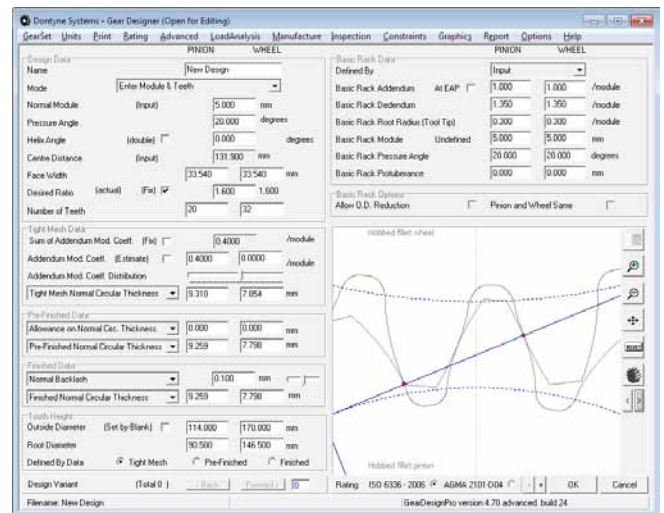 Dontyne Systems - Gear Designer (Open for Editing)
GearSet Units Print Rating Advanced LoadAnalysis Manufacture Inspection Constraints Graphics Report Options Help
PINION WHEEL
Design Data
Name New Design
Mode Enter Module & Teeth
Normal Module (Input) 5.000 mm
Pressure Angle 20.000 degrees
Helix Angle (double) 0.000 degrees
Centre Distance (Input) 131.900 mm
Face Width 33.540 33.540 mm
Desired Ratio (actual) (Fix) 1.600 1.600
Number of Teeth 20 32
Tight Mesh Data
Sum of Addendum Mod. Coeff. (Fix) 0.4000 /module
Addendum Mod. Coeff. (Estimate) 0.4000 0.0000 /module
Addendum Mod. Coeff. Distribution
Tight Mesh Normal Circular Thickness 9.310 7.854 mm
Pre-Finished Data
Allowance on Normal Circ. Thickness 0.000 0.000 mm
Pre-Finished Normal Circular Thickness 9.259 7.798 mm
Finished Data
Normal Backlash 0.100 mm
Finished Normal Circular Thickness 9.259 7.798 mm
Tooth Height
Outside Diameter (Set by Blank) 114.000 170.000 mm
Root Diameter 90.500 146.500 mm
Defined By Data Tight Mesh Pre-Finished Finished
Design Variant (Total 0 ) < Back Forward > 0
Filename: New Design
PINION WHEEL
Basic Rack Data
Defined By Input
Basic Rack Addendum At EAP 1.000 1.000 /module
Basic Rack Dedendum 1.350 1.350 /module
Basic Rack Root Radius (Tool Tip) 0.300 0.300 /module
Basic Rack Module Undefined 5.000 5.000 mm
Basic Rack Pressure Angle 20.000 20.000 degrees
Basic Rack Protuberance 0.000 0.000 mm
Basic Rack Options
Allow O.D. Reduction Pinion and Wheel Same
Hobbed fillet wheel
Hobbed fillet pinion
Rating ISO 6336 - 2006 AGMA 2101-D04 - + OK Cancel
GearDesignPro version 4.70 advanced. build 24